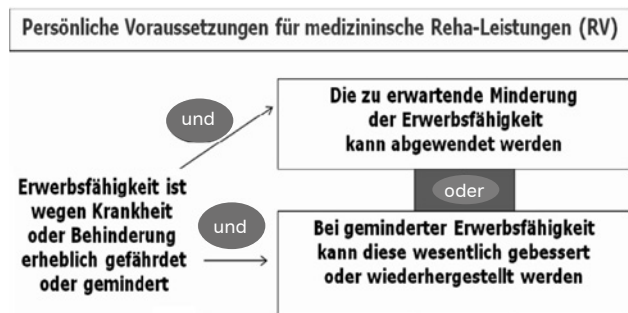 Persönliche Voraussetzungen für medizininsche Reha-Leistungen (RV)
und
Die zu erwartende Minderung
der Erwerbsfähigkeit
kann abgewendet werden
oder
Erwerbsfähigkeit ist
wegen Krankheit
oder Behinderung
erheblich gefährdet
oder gemindert
und
Bei geminderter Erwerbsfähigkeit
kann diese wesentlich gebessert
oder wiederhergestellt werden